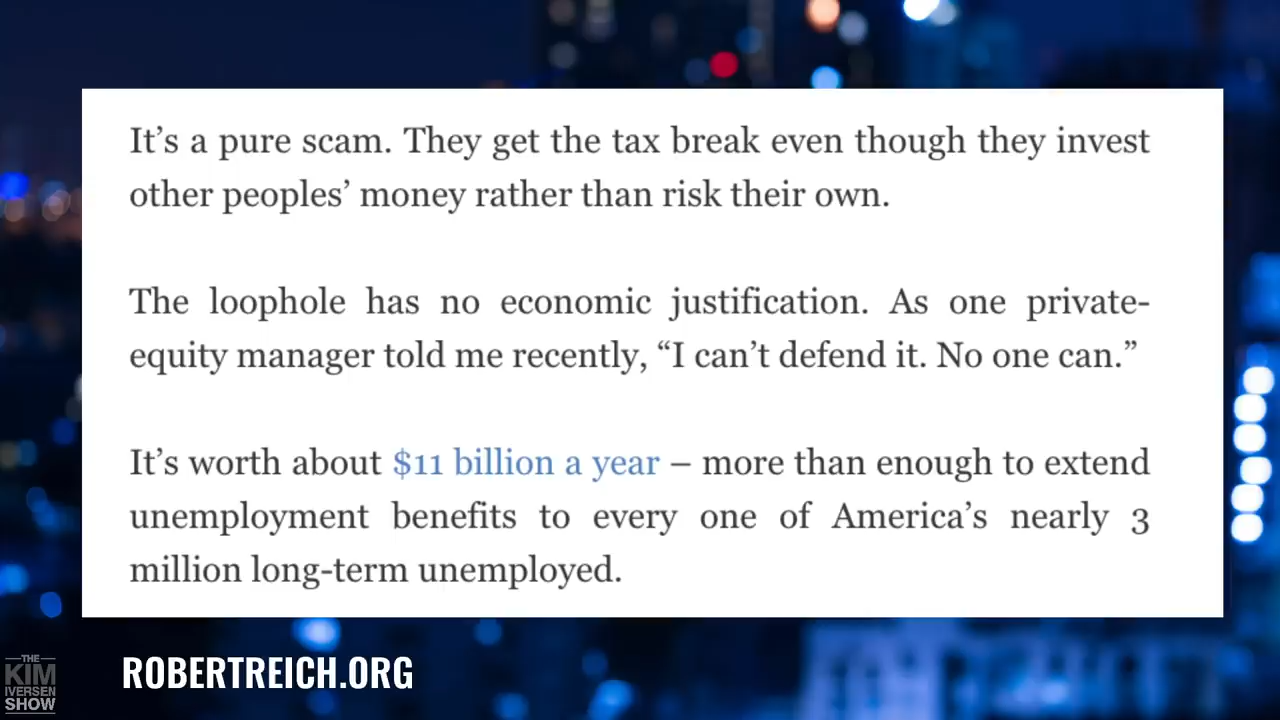 It’s a pure scam. They get the tax break even though they invest
other peoples’ money rather than risk their own.
The loophole has no economic justification. As one private-
equity manager told me recently, “I can’t defend it. No one can.”
It’s worth about $11 billion a year – more than enough to extend
unemployment benefits to every one of America’s nearly 3
million long-term unemployed.
THE
KIM
IVERSEN
SHOW
ROBERTREICH.ORG